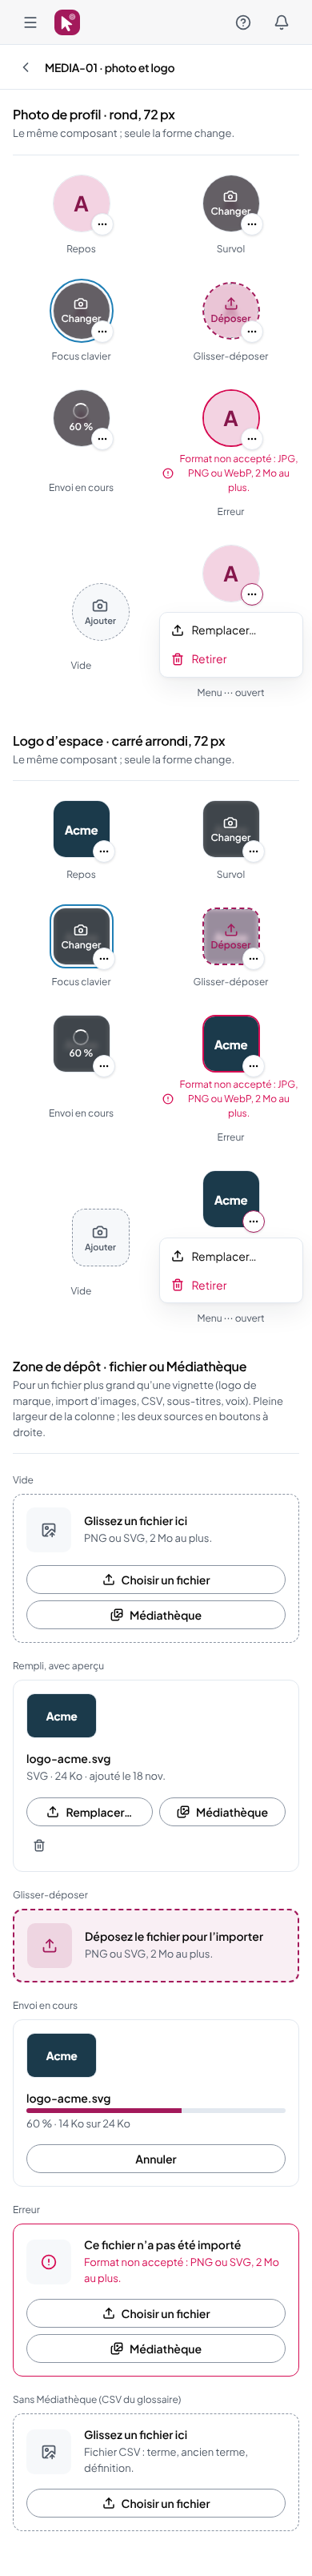 MEDIA-01 · photo et logo
Photo de profil · rond, 72 px
Le même composant ; seule la forme change.
A
Changer
Repos
Survol
Changer
Déposer
Focus clavier
Glisser-déposer
60 %
A
Format non accepté : JPG,
PNG ou WebP, 2 Mo au
plus.
Envoi en cours
Erreur
A
Ajouter
Remplacer…
Retirer
Vide
Menu ··· ouvert
Logo d’espace · carré arrondi, 72 px
Le même composant ; seule la forme change.
Acme
Changer
Repos
Survol
Changer
Déposer
Focus clavier
Glisser-déposer
60 %
Acme
Format non accepté : JPG,
PNG ou WebP, 2 Mo au
plus.
Envoi en cours
Erreur
Acme
Ajouter
Remplacer…
Retirer
Vide
Menu ··· ouvert
Zone de dépôt · fichier ou Médiathèque
Pour un fichier plus grand qu’une vignette (logo de
marque, import d’images, CSV, sous-titres, voix). Pleine
largeur de la colonne ; les deux sources en boutons à
droite.
Vide
Glissez un fichier ici
PNG ou SVG, 2 Mo au plus.
Choisir un fichier
Médiathèque
Rempli, avec aperçu
Acme
logo-acme.svg
SVG · 24 Ko · ajouté le 18 nov.
Remplacer…
Médiathèque
Glisser-déposer
Déposez le fichier pour l’importer
PNG ou SVG, 2 Mo au plus.
Envoi en cours
Acme
logo-acme.svg
60 % · 14 Ko sur 24 Ko
Annuler
Erreur
Ce fichier n’a pas été importé
Format non accepté : PNG ou SVG, 2 Mo
au plus.
Choisir un fichier
Médiathèque
Sans Médiathèque (CSV du glossaire)
Glissez un fichier ici
Fichier CSV : terme, ancien terme,
définition.
Choisir un fichier